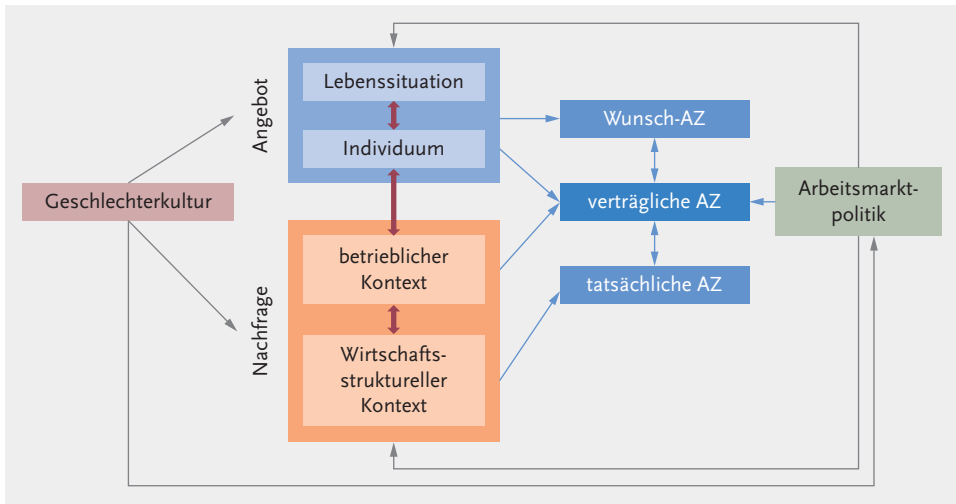 Angebot
Lebenssituation
Individuum
Wunsch-AZ
Geschlechterkultur
verträgliche AZ
Arbeitsmarkt-
politik
Nachfrage
betrieblicher
Kontext
tatsächliche AZ
Wirtschafts-
struktureller
Kontext